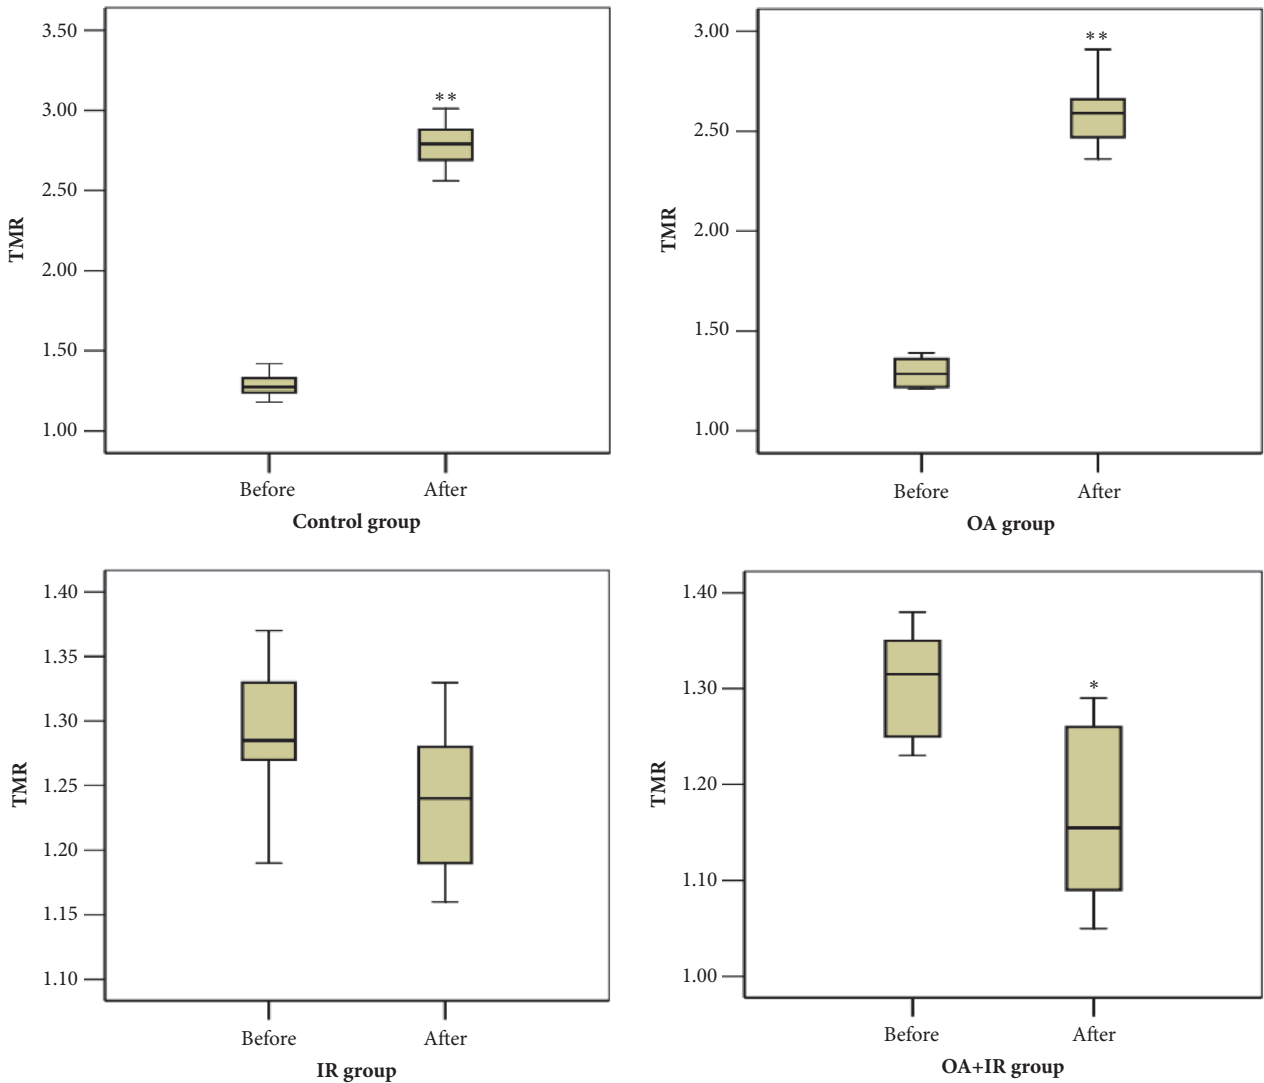 3.50
3.00
2.50
2.00
1.50
1.00
TMR
**
Before
After
Control group
3.00
2.50
2.00
1.50
1.00
TMR
**
Before
After
OA group
1.40
1.35
1.30
1.25
1.20
1.15
1.10
TMR
Before
After
IR group
1.40
1.30
1.20
1.10
1.00
TMR
*
Before
After
OA+IR group